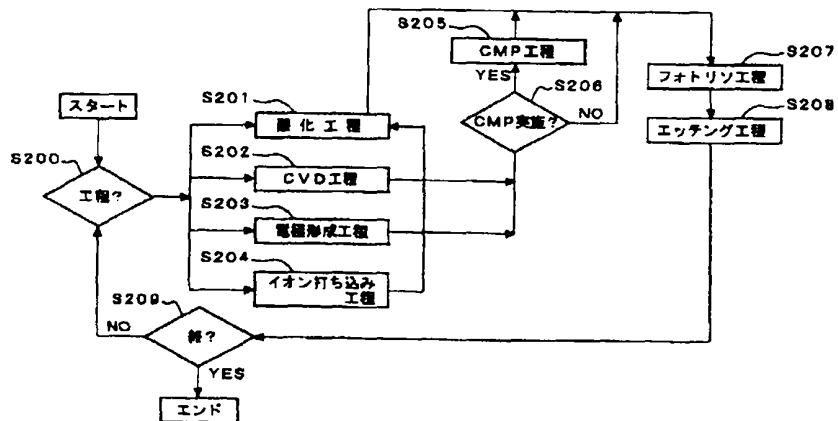 S205
CMP工程
YES
S206
CMP実施?
NO
S207
フォトリソ工程
S208
エッチング工程
スタート
S200
工程?
S201
酸化工程
S202
CVD工程
S203
電極形成工程
S204
イオン打ち込み
工程
S209
NO
終?
YES
エンド